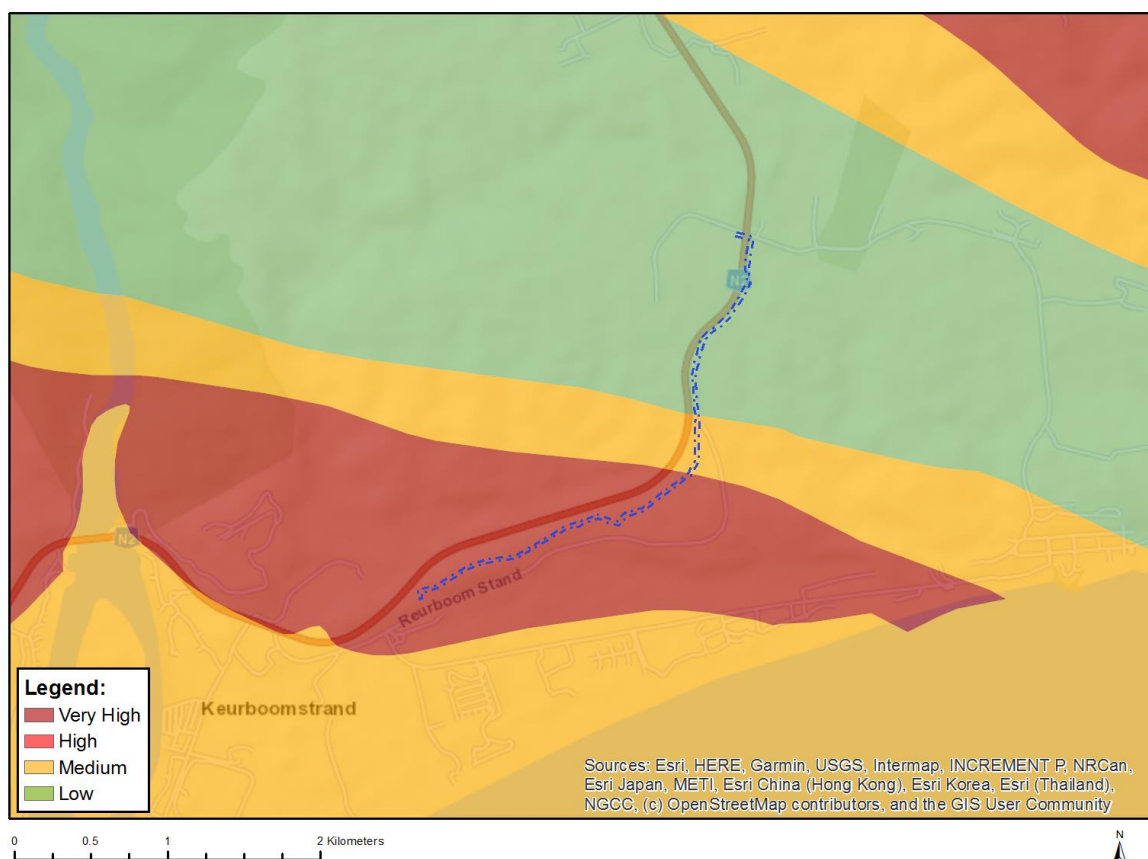 N2
N2
Reurboom Stand
Keurboomstrand
Legend:
Very High
High
Medium
Low
Sources: Esri, HERE, Garmin, USGS, Intermap, INCREMENT P, NRCan,
Esri Japan, METI, Esri China (Hong Kong), Esri Korea, Esri (Thailand),
NGCC, (c) OpenStreetMap contributors, and the GIS User Community
0 0.5 1 2 Kilometers
N